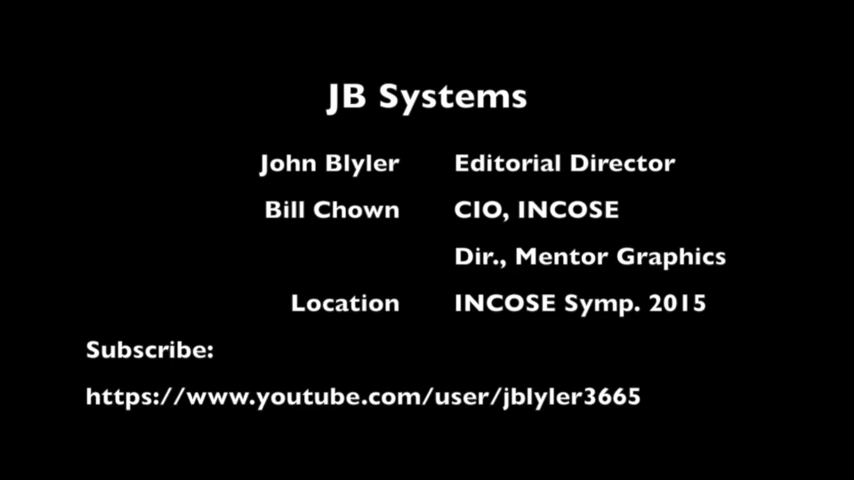 JB Systems
John Blyler Editorial Director
Bill Chown CIO, INCOSE
Dir., Mentor Graphics
Location INCOSE Symp. 2015
Subscribe:
https://www.youtube.com/user/jblyler3665